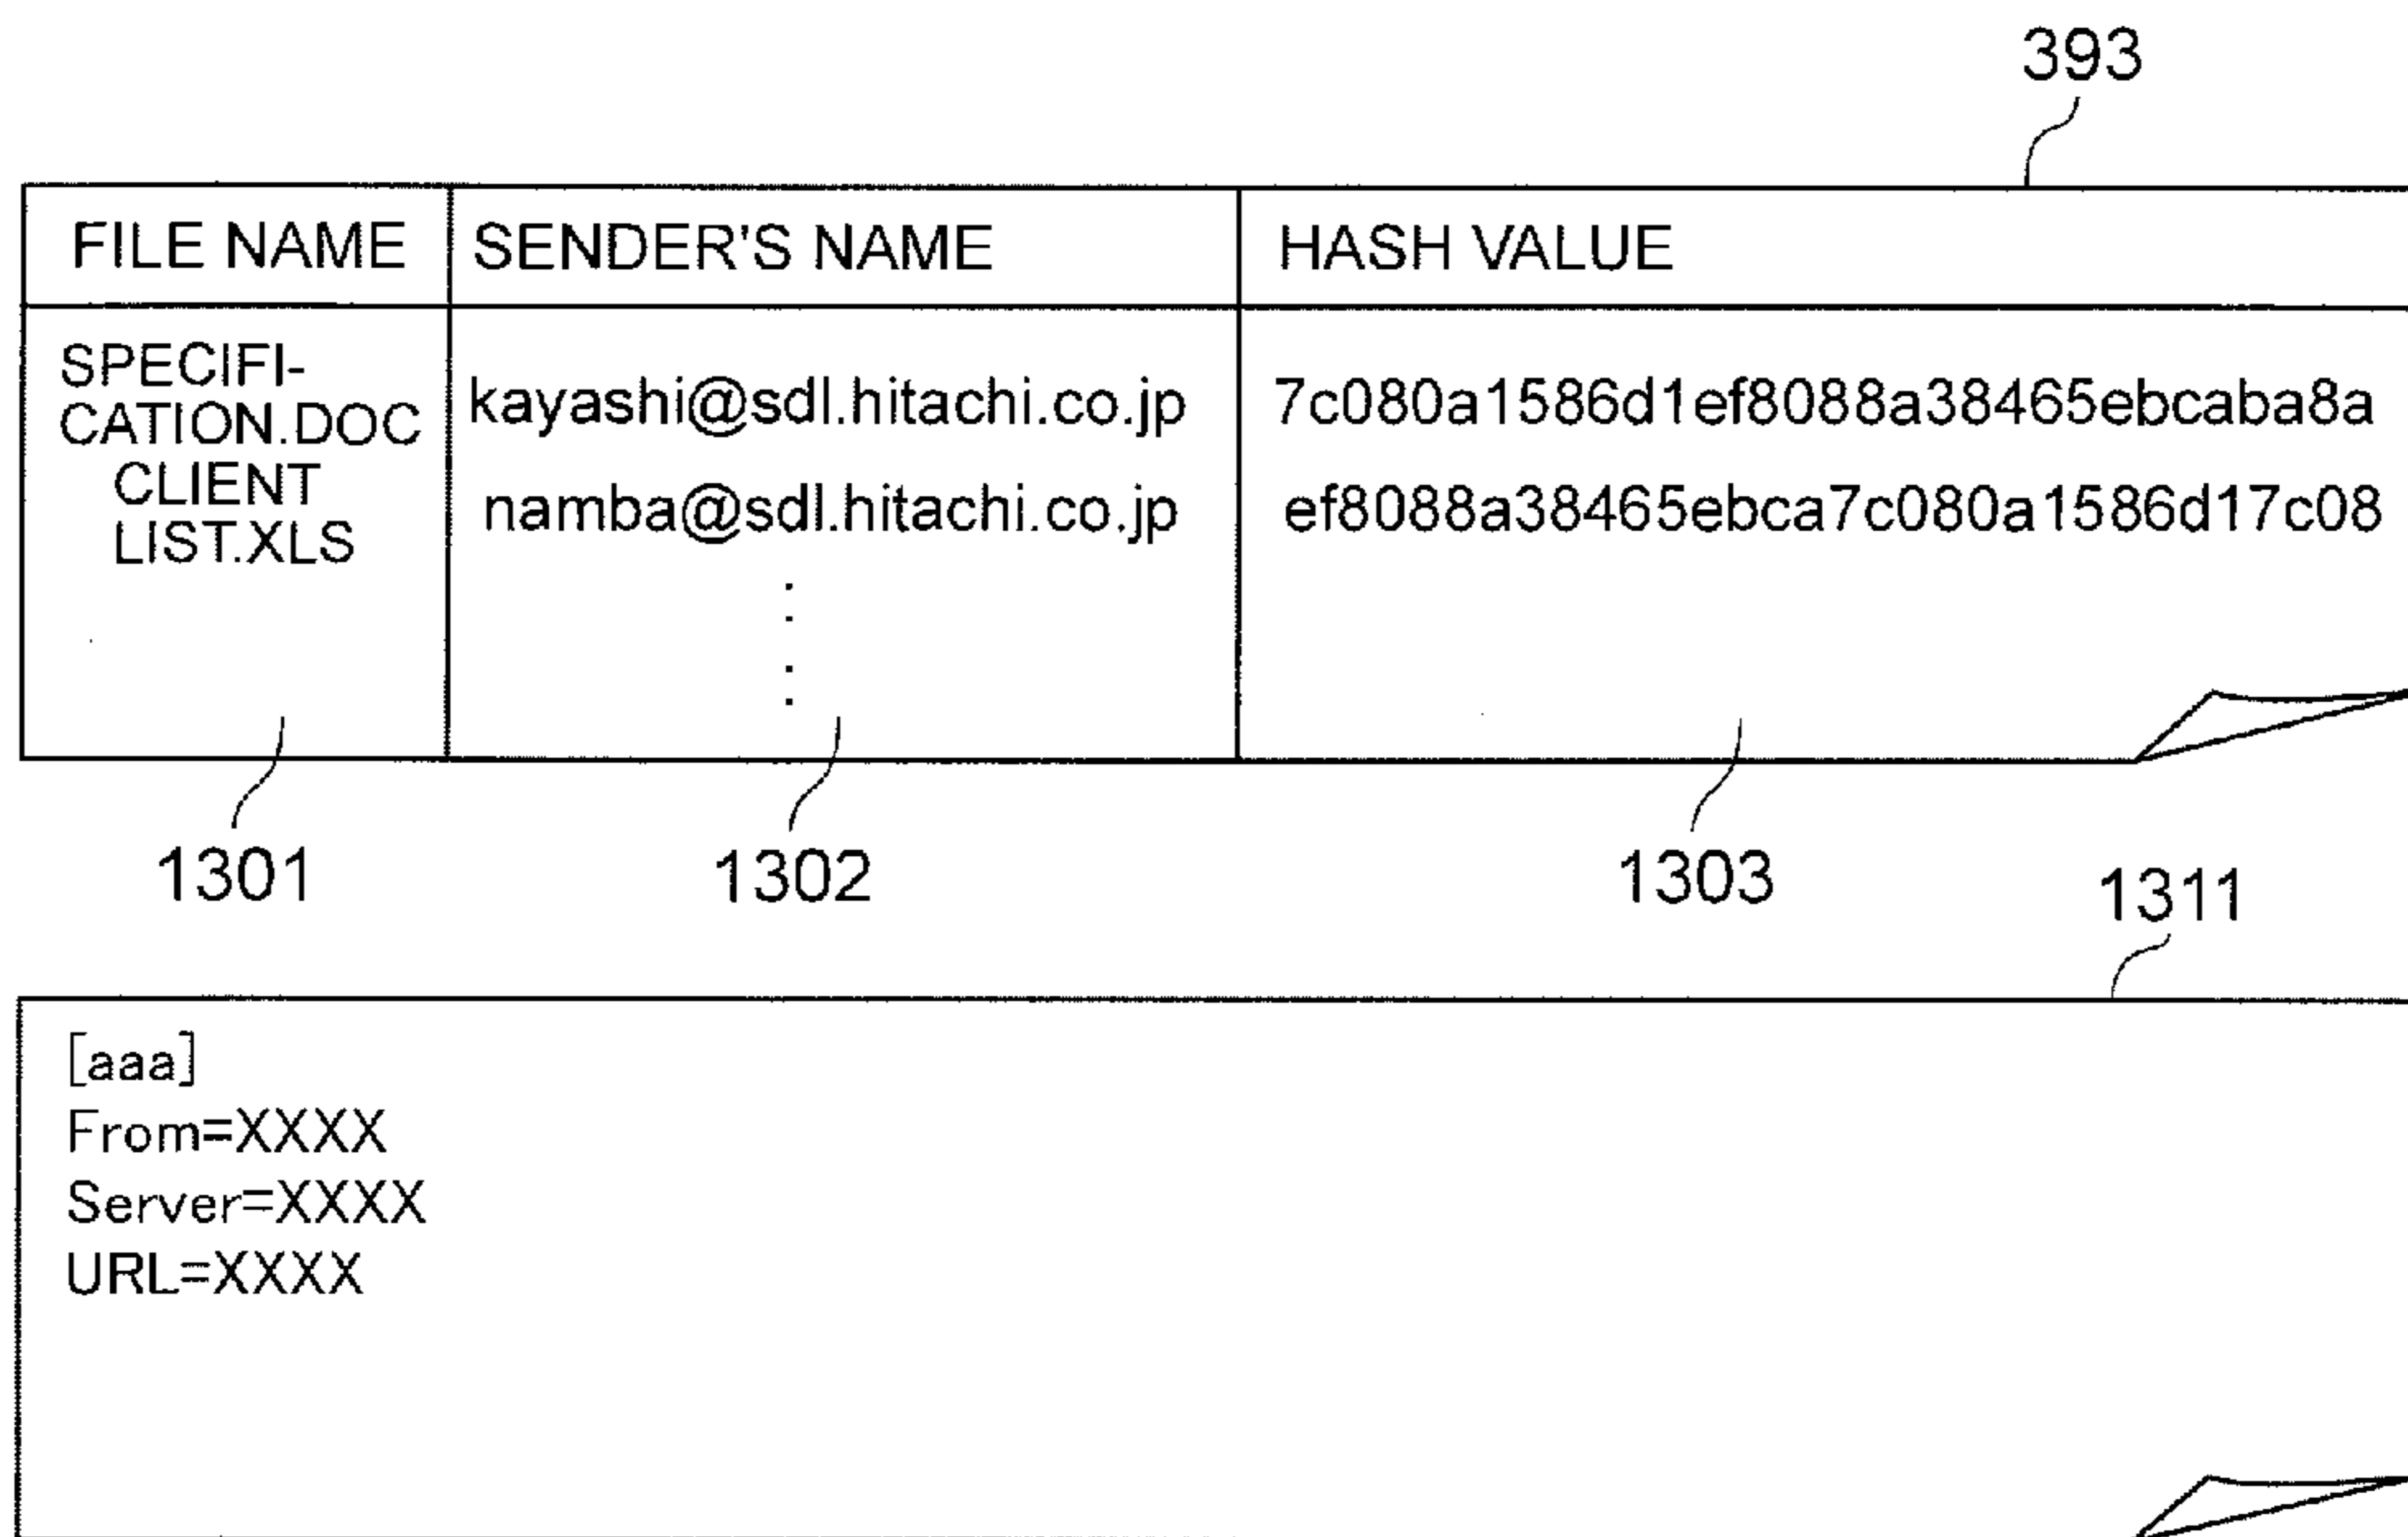 393
FILE NAME SENDER'S NAME HASH VALUE
SPECIFI-
CATION.DOC kayashi@sdl.hitachi.co.jp 7c080a1586d1ef8088a38465ebcaba8a
CLIENT
LIST.XLS namba@sdl.hitachi.co.jp ef8088a38465ebca7c080a1586d17c08
1301 1302 1303
1311
[aaa]
From=XXXX
Server=XXXX
URL=XXXX